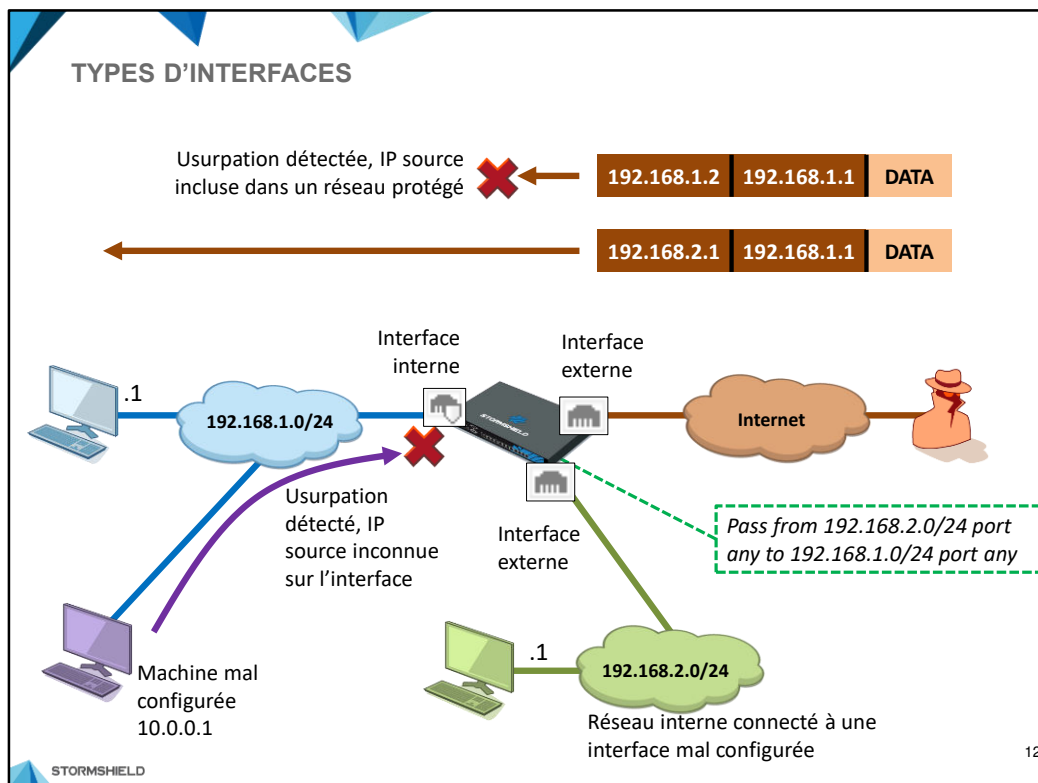 TYPES D'INTERFACES
Usurpation détectée, IP source
incluse dans un réseau protégé
192.168.1.2 192.168.1.1 DATA
192.168.2.1 192.168.1.1 DATA
Interface
interne
Interface
externe
.1
192.168.1.0/24
STORMSHIELD
Internet
Usurpation
détecté, IP
source inconnue
sur l'interface
Interface
externe
Pass from 192.168.2.0/24 port
any to 192.168.1.0/24 port any
Machine mal
configurée
10.0.0.1
.1
192.168.2.0/24
Réseau interne connecté à une
interface mal configurée
12
STORMSHIELD